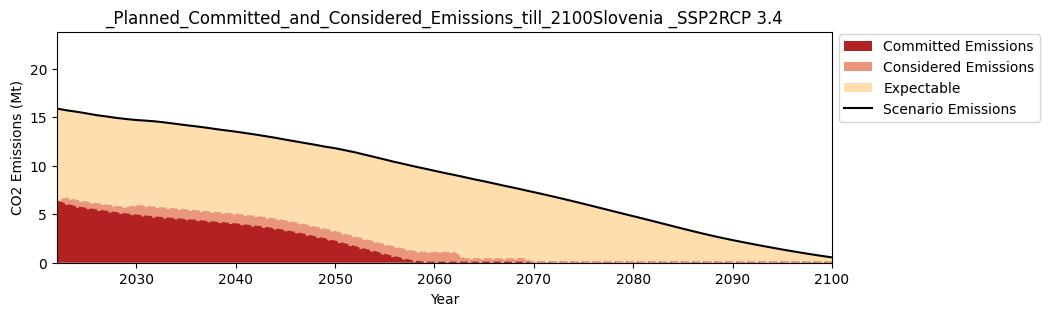 _Planned_Committed_and_Considered_Emissions_till_2100Slovenia _SSP2RCP 3.4
Committed Emissions
Considered Emissions
Expectable
Scenario Emissions
CO2 Emissions (Mt)
20
15
10
5
0
2030 2040 2050 2060 2070 2080 2090 2100
Year